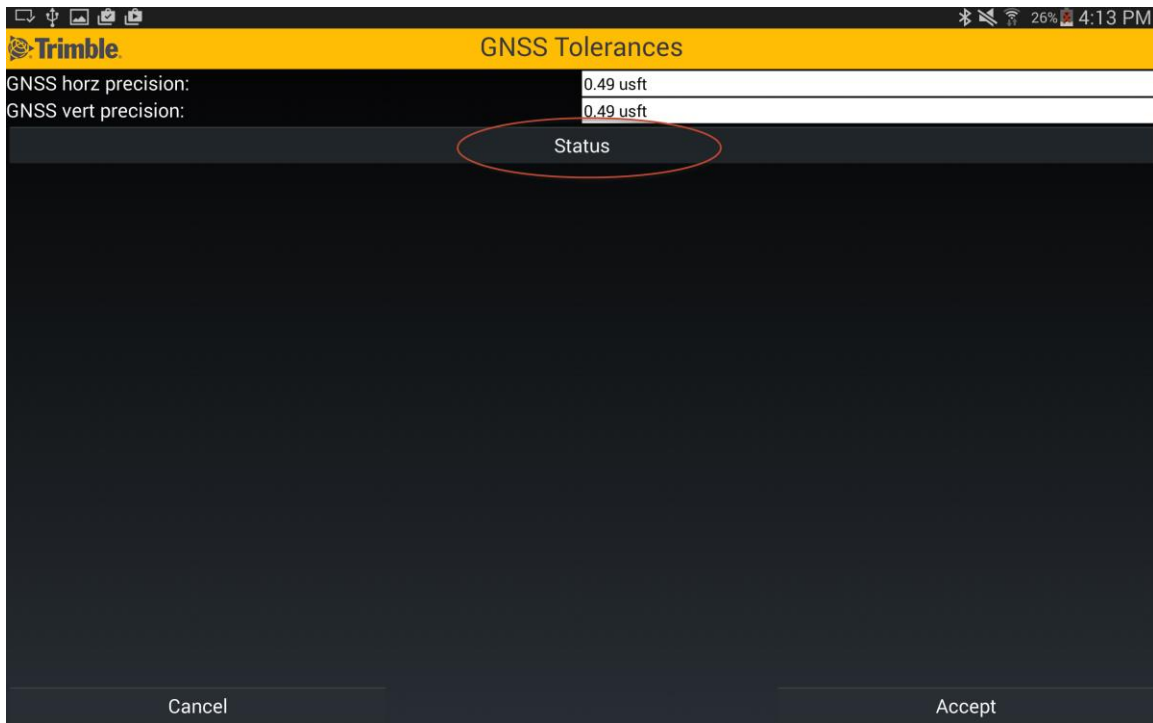 26% 4:13 PM
Trimble.
GNSS Tolerances
GNSS horz precision:
0.49 usft
GNSS vert precision:
0.49 usft
Status
Cancel
Accept